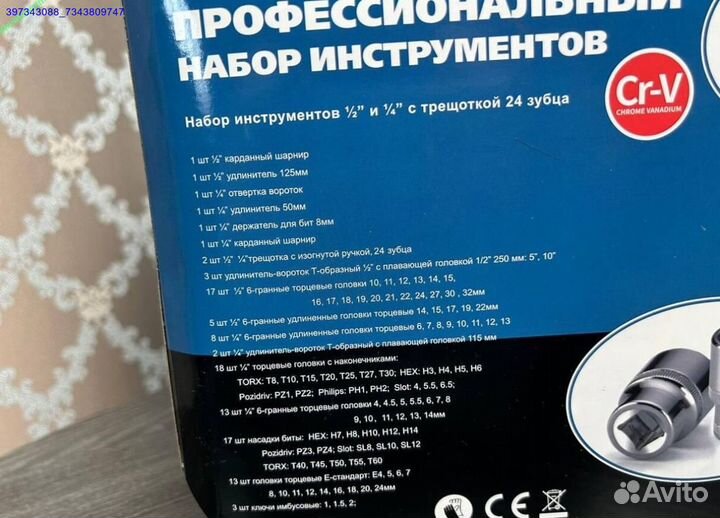 397343088_7343809747
ПРОФЕССИОНАЛЬНЫЙ
НАБОР ИНСТРУМЕНТОВ
Набор инструментов ½" и ¼" с трещоткой 24 зубца
Cr-V
CHROME VANADIUM
1 шт ½" карданный шарнир
1 шт ½" удлинитель 125мм
1 шт ¼" отвертка вороток
1 шт ¼" удлинитель 50мм
1 шт ¼" держатель для бит 8мм
1 шт ¼" карданный шарнир
2 шт ½" ¼"трещотка с изогнутой ручкой, 24 зубца
3 шт удлинитель-вороток Т-образный ½" с плавающей головкой 1/2" 250 мм: 5", 10"
17 шт ½" 6-гранные торцевые головки 10, 11, 12, 13, 14, 15,
16, 17, 18, 19, 20, 21, 22, 24, 27, 30 , 32мм
5 шт ½" 6-гранные удлиненные головки торцевые 14, 15, 17, 19, 22мм
8 шт ¼" 6-гранные удлиненные головки торцевые 6, 7, 8, 9, 10, 11, 12, 13
2 шт ¼" удлинитель-вороток Т-образный с плавающей головкой 115 мм
18 шт ¼" торцевые головки с наконечниками:
TORX: T8, T10, T15, T20, T25, T27, T30; HEX: H3, H4, H5, H6
Pozidriv: PZ1, PZ2; Philips: PH1, PH2; Slot: 4, 5.5, 6.5;
13 шт ¼" 6-гранные торцевые головки 4, 4.5, 5, 5.5, 6, 7, 8
9, 10, 11, 12, 13, 14мм
17 шт насадки биты: HEX: H7, H8, H10, H12, H14
Pozidriv: PZ3, PZ4; Slot: SL8, SL10, SL12
TORX: T40, T45, T50, T55, T60
13 шт головки торцевые Е-стандарт: E4, 5, 6, 7
8, 10, 11, 12, 14, 16, 18, 20, 24мм
3 шт ключи имбусовые: 1, 1.5, 2;
CE
Avito